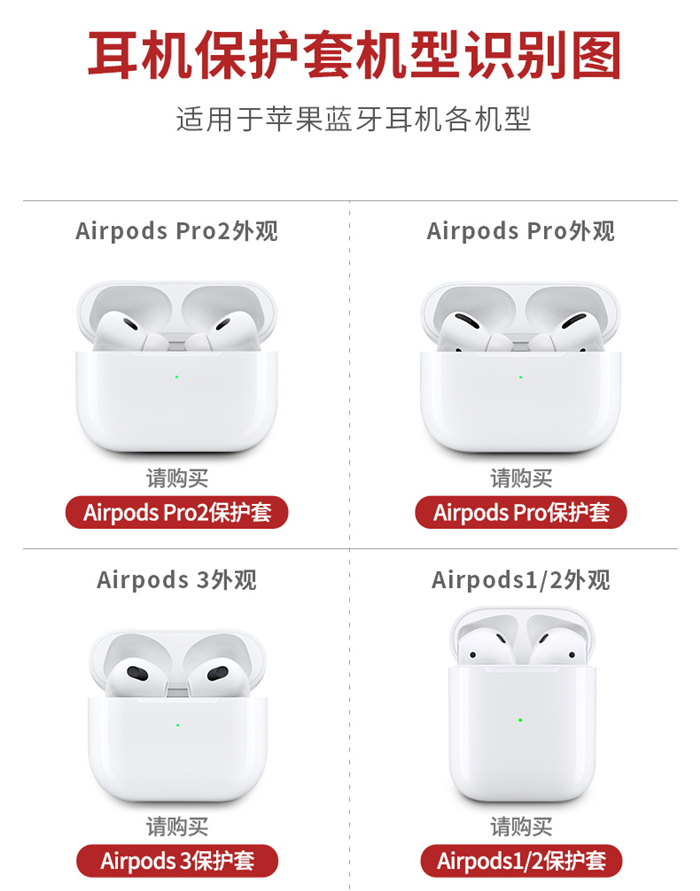 耳机保护套机型识别图
适用于苹果蓝牙耳机各机型
Airpods Pro2外观
Airpods Pro外观
请购买
Airpods Pro2保护套
请购买
Airpods Pro保护套
Airpods 3外观
Airpods1/2外观
请购买
Airpods 3保护套
请购买
Airpods1/2保护套